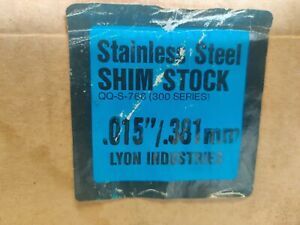 Stainless Steel
SHIM STOCK
QQ-S-766 (300 SERIES)
.015"/.381mm
LYON INDUSTRIES